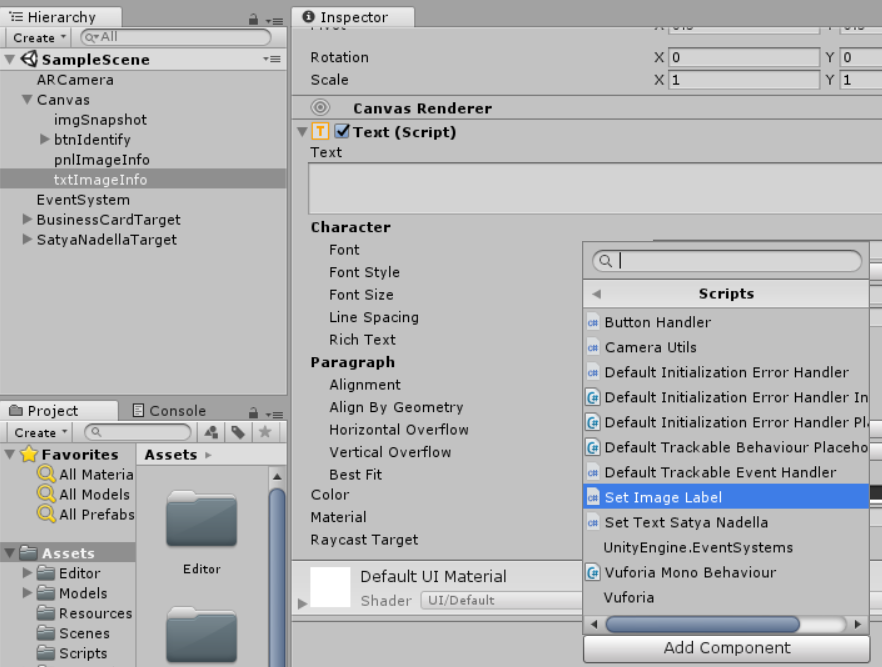 Hierarchy
Create
All
SampleScene
ARCamera
Canvas
imgSnapshot
btnIdentify
pnlImageInfo
txtImageInfo
EventSystem
BusinessCardTarget
SatyaNadellaTarget
Project
Console
Create
Favorites
All Materia
All Models
All Prefabs
Assets
Editor
Models
Resources
Scenes
Scripts
Assets
Editor
Inspector
Rotation X 0 Y 0
Scale X 1 Y 1
Canvas Renderer
T Text (Script)
Text
Character
Font
Font Style
Font Size
Line Spacing
Rich Text
Paragraph
Alignment
Align By Geometry
Horizontal Overflow
Vertical Overflow
Best Fit
Color
Material
Raycast Target
Default UI Material
Shader UI/Default
Scripts
Button Handler
Camera Utils
Default Initialization Error Handler
Default Initialization Error Handler In
Default Initialization Error Handler Pla
Default Trackable Behaviour Placeho
Default Trackable Event Handler
Set Image Label
Set Text Satya Nadella
UnityEngine.EventSystems
Vuforia Mono Behaviour
Vuforia
Add Component